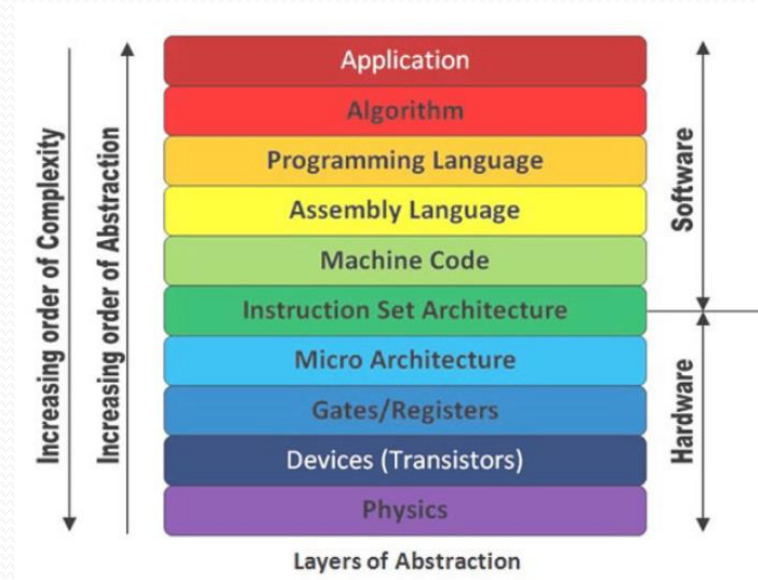 Application
Algorithm
Programming Language
Assembly Language
Machine Code
Instruction Set Architecture
Micro Architecture
Gates/Registers
Devices (Transistors)
Physics
Increasing order of Complexity
Increasing order of Abstraction
Software
Hardware
Layers of Abstraction